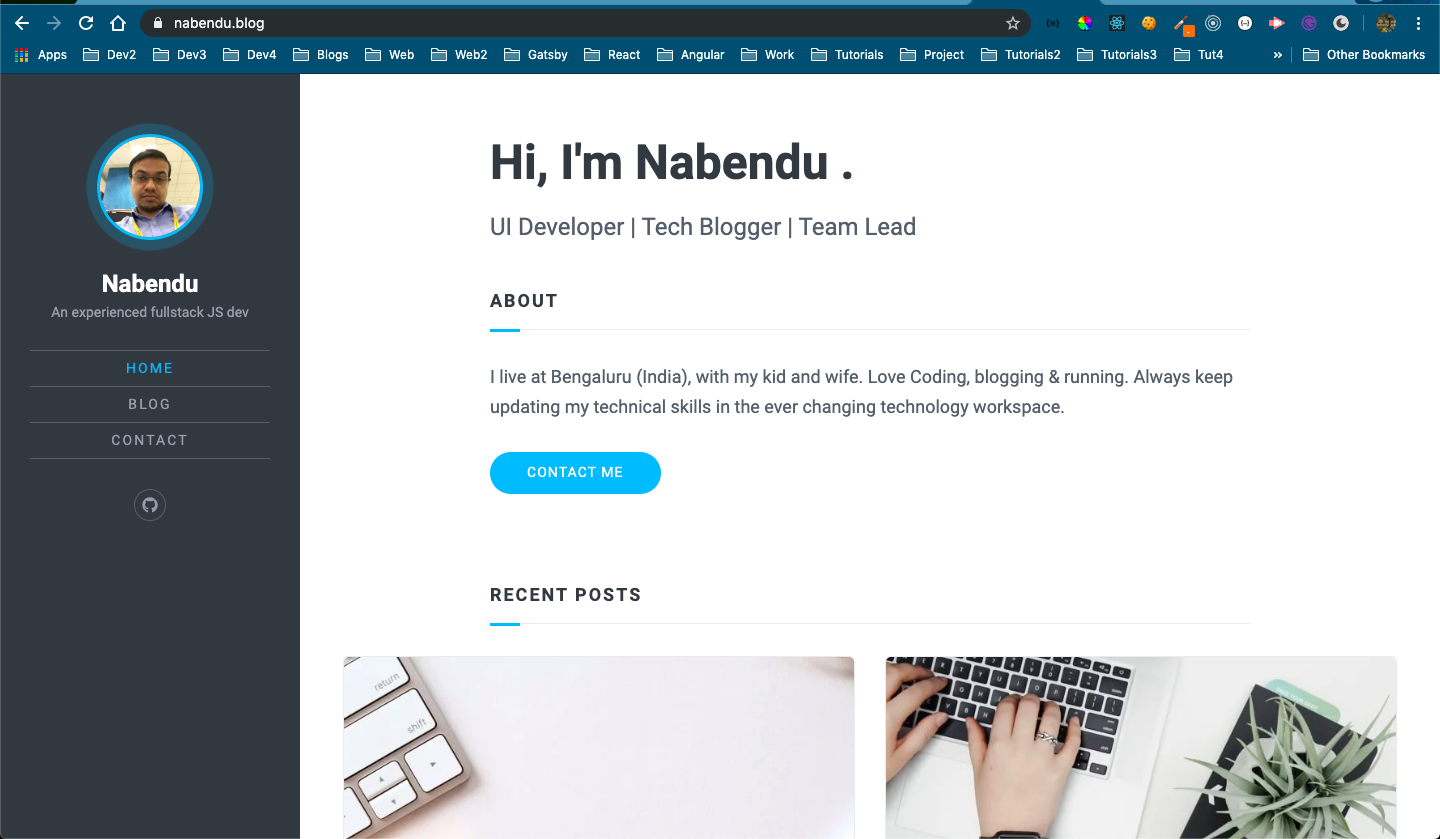 nabendu.blog
Apps Dev2 Dev3 Dev4 Blogs Web Web2 Gatsby React Angular Work Tutorials Project Tutorials2 Tutorials3 Tut4 » Other Bookmarks
Nabendu
An experienced fullstack JS dev
HOME
BLOG
CONTACT
Hi, I'm Nabendu .
UI Developer | Tech Blogger | Team Lead
ABOUT
I live at Bengaluru (India), with my kid and wife. Love Coding, blogging & running. Always keep
updating my technical skills in the ever changing technology workspace.
CONTACT ME
RECENT POSTS
return
shift